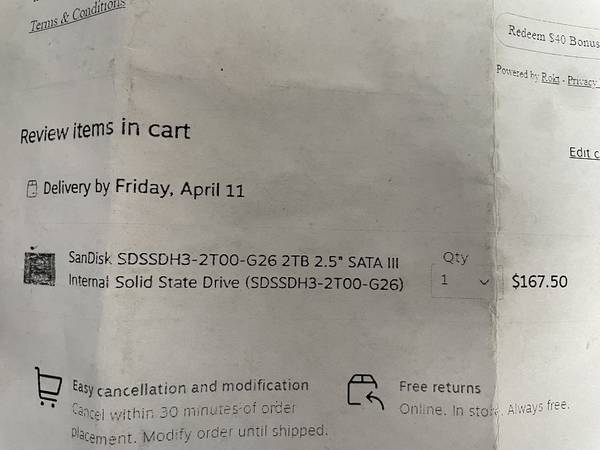 Terms & Conditions
Redeem $40 Bonus
Powered by Rokt - Privacy
Review items in cart
Edit c
Delivery by Friday, April 11
SanDisk SDSSDH3-2T00-G26 2TB 2.5" SATA III
Internal Solid State Drive (SDSSDH3-2T00-G26)
Qty
1
$167.50
Easy cancellation and modification
Cancel within 30 minutes of order
placement. Modify order until shipped.
Free returns
Online. In store. Always free.